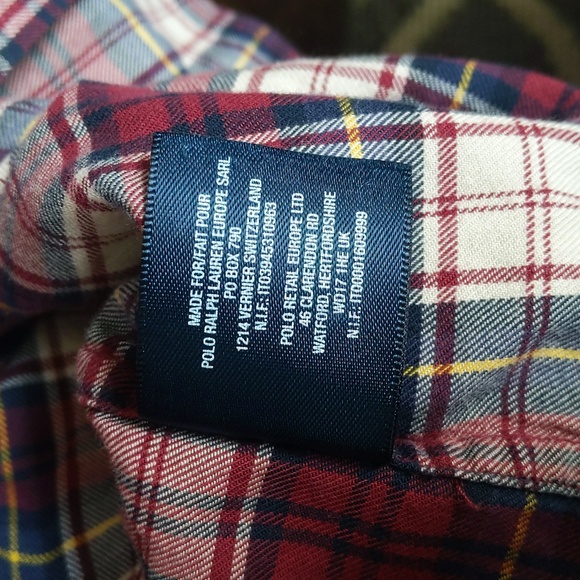 MADE FOR/FAIT POUR
POLO RALPH LAUREN EUROPE SARL
PO BOX 790
1214 VERNIER SWITZERLAND
N.I.F. IT03945310963
POLO RETAIL EUROPE LTD
46 CLARENDON RD
WATFORD, HERTFORDSHIRE
WD17 1HE UK
N.I.F. IT00001609999